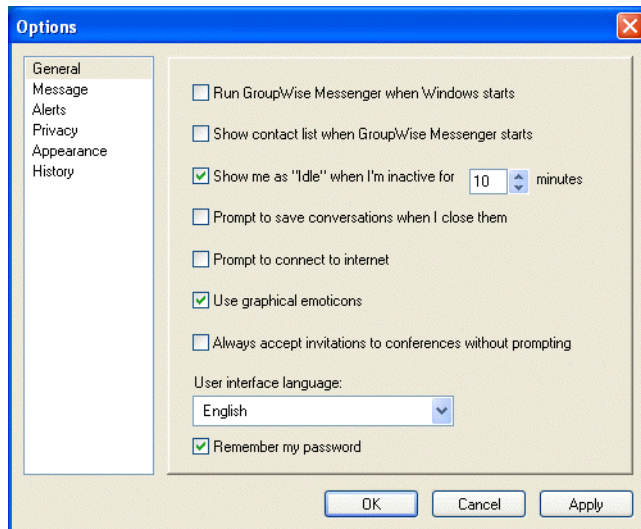 Options
General
Message
Alerts
Privacy
Appearance
History
Run GroupWise Messenger when Windows starts
Show contact list when GroupWise Messenger starts
Show me as "Idle" when I'm inactive for 10 minutes
Prompt to save conversations when I close them
Prompt to connect to internet
Use graphical emoticons
Always accept invitations to conferences without prompting
User interface language:
English
Remember my password
OK Cancel Apply